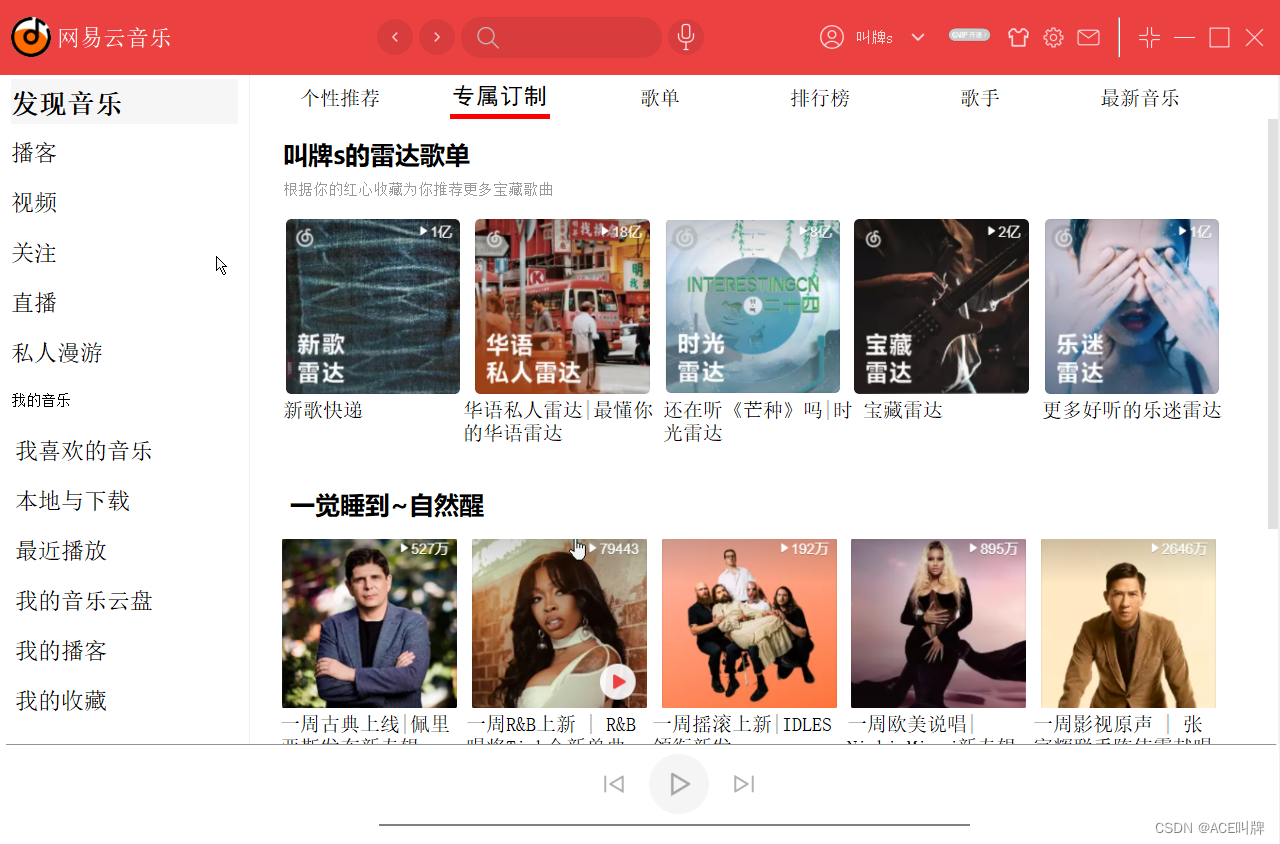 网易云音乐
叫牌s
发现音乐
播客
视频
关注
直播
私人漫游
我的音乐
我喜欢的音乐
本地与下载
最近播放
我的音乐云盘
我的播客
我的收藏
个性推荐 专属订制 歌单 排行榜 歌手 最新音乐
叫牌s的雷达歌单
根据你的红心收藏为你推荐更多宝藏歌曲
1亿
新歌
雷达
新歌快递
18亿
华语
私人雷达
华语私人雷达|最懂你
的华语雷达
8亿
INTERESTINGCN
二十四
时光
雷达
还在听《芒种》吗|时
光雷达
2亿
宝藏
雷达
宝藏雷达
1亿
乐迷
雷达
更多好听的乐迷雷达
一觉睡到~自然醒
527万
一周古典上线|佩里
79443
一周R&B上新 | R&B
192万
一周摇滚上新|IDLES
895万
一周欧美说唱|
2646万
一周影视原声 | 张
CSDN @ACE叫牌